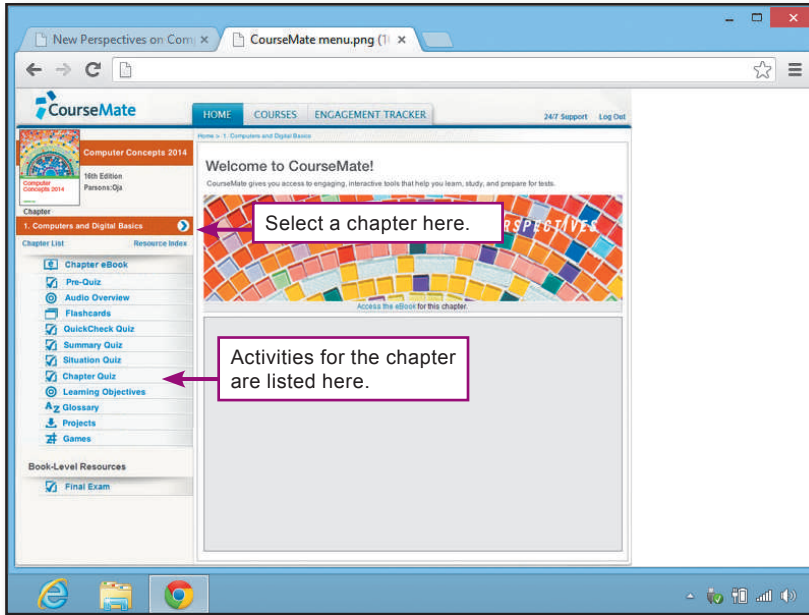 New Perspectives on Com
CourseMate menu.png (1
CourseMate
HOME
COURSES
ENGAGEMENT TRACKER
24/7 Support
Log Out
Home > 1. Computers and Digital Basics
Computer Concepts 2014
16th Edition
Parsons:Oja
Computer
Concepts 2014
Chapter
1. Computers and Digital Basics
Chapter List
Resource Index
Chapter eBook
Pre-Quiz
Audio Overview
Flashcards
QuickCheck Quiz
Summary Quiz
Situation Quiz
Chapter Quiz
Learning Objectives
AZ Glossary
Projects
Games
Book-Level Resources
Final Exam
Welcome to CourseMate!
CourseMate gives you access to engaging, interactive tools that help you learn, study, and prepare for tests.
Select a chapter here.
RSPECTIVES
Access the eBook for this chapter.
Activities for the chapter
are listed here.